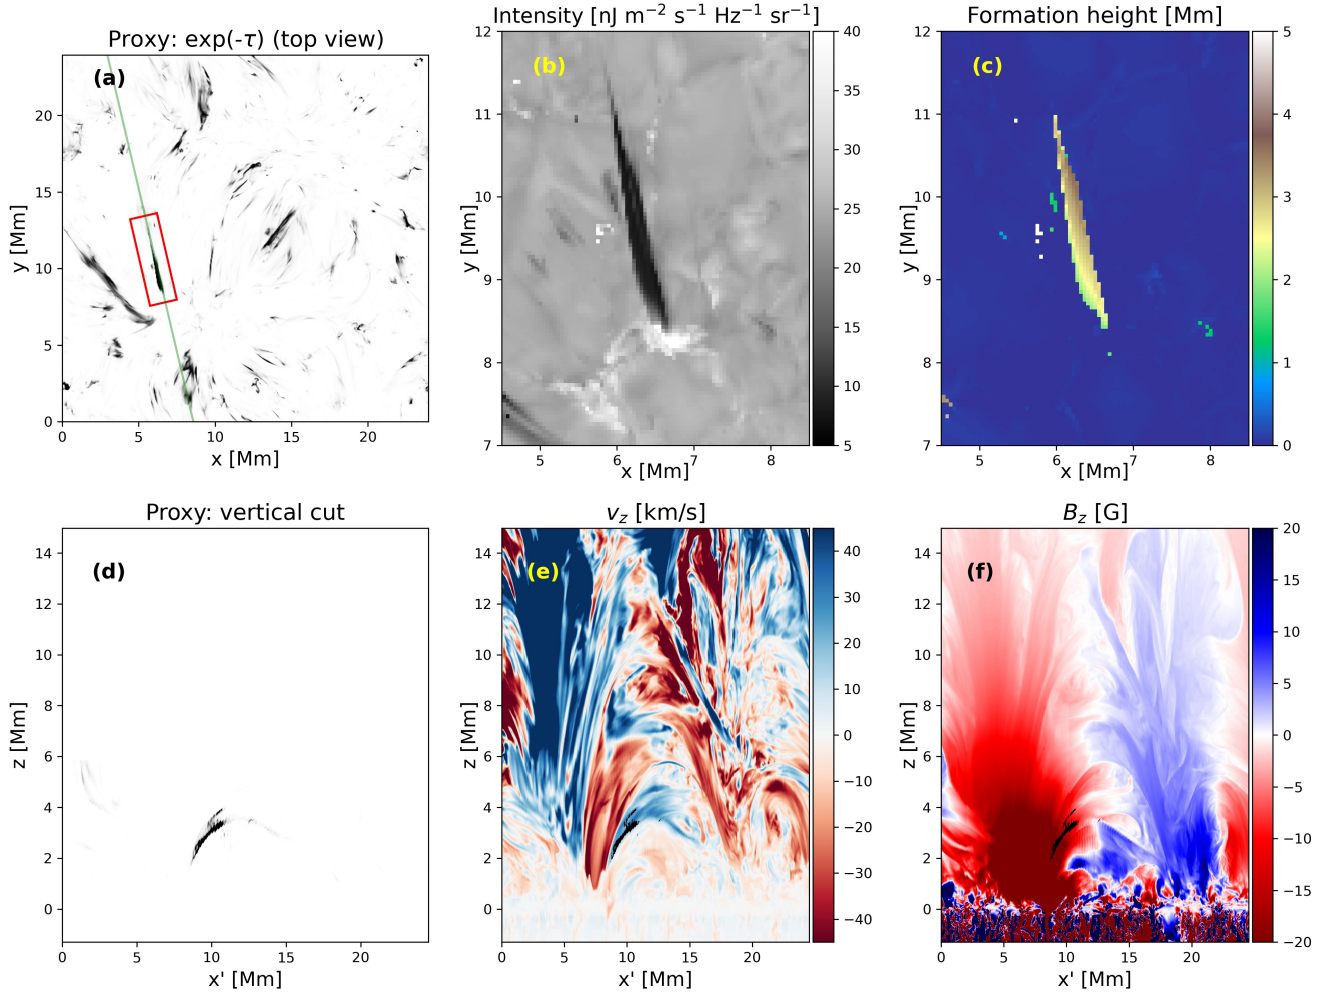 Proxy: exp(-τ) (top view)
(a)
20
15
10
5
0
y [Mm]
0 5 10 15 20
x [Mm]
Intensity [nJ m⁻² s⁻¹ Hz⁻¹ sr⁻¹]
(b)
12
11
10
9
8
7
y [Mm]
5 6 7 8
x [Mm]
40
35
30
25
20
15
10
5
Formation height [Mm]
(c)
12
11
10
9
8
7
y [Mm]
5 6 7 8
x [Mm]
5
4
3
2
1
0
Proxy: vertical cut
(d)
14
12
10
8
6
4
2
0
z [Mm]
0 5 10 15 20
x' [Mm]
v_z [km/s]
(e)
14
12
10
8
6
4
2
0
z [Mm]
0 5 10 15 20
x' [Mm]
40
30
20
10
0
−10
−20
−30
−40
B_z [G]
(f)
14
12
10
8
6
4
2
0
z [Mm]
0 5 10 15 20
x' [Mm]
20
15
10
5
0
−5
−10
−15
−20